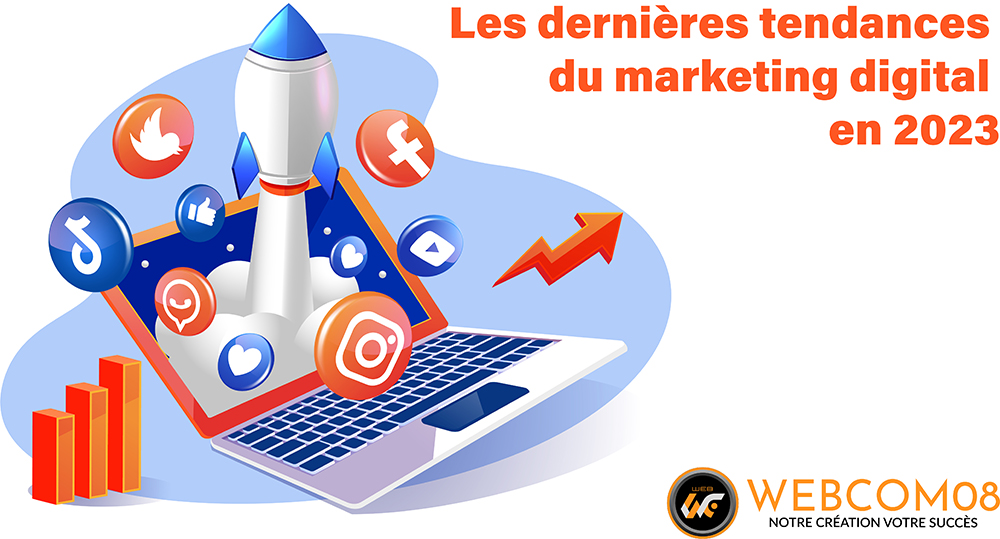 Les dernières tendances
du marketing digital
en 2023
WEB
WEBCOM08
NOTRE CRÉATION VOTRE SUCCÈS